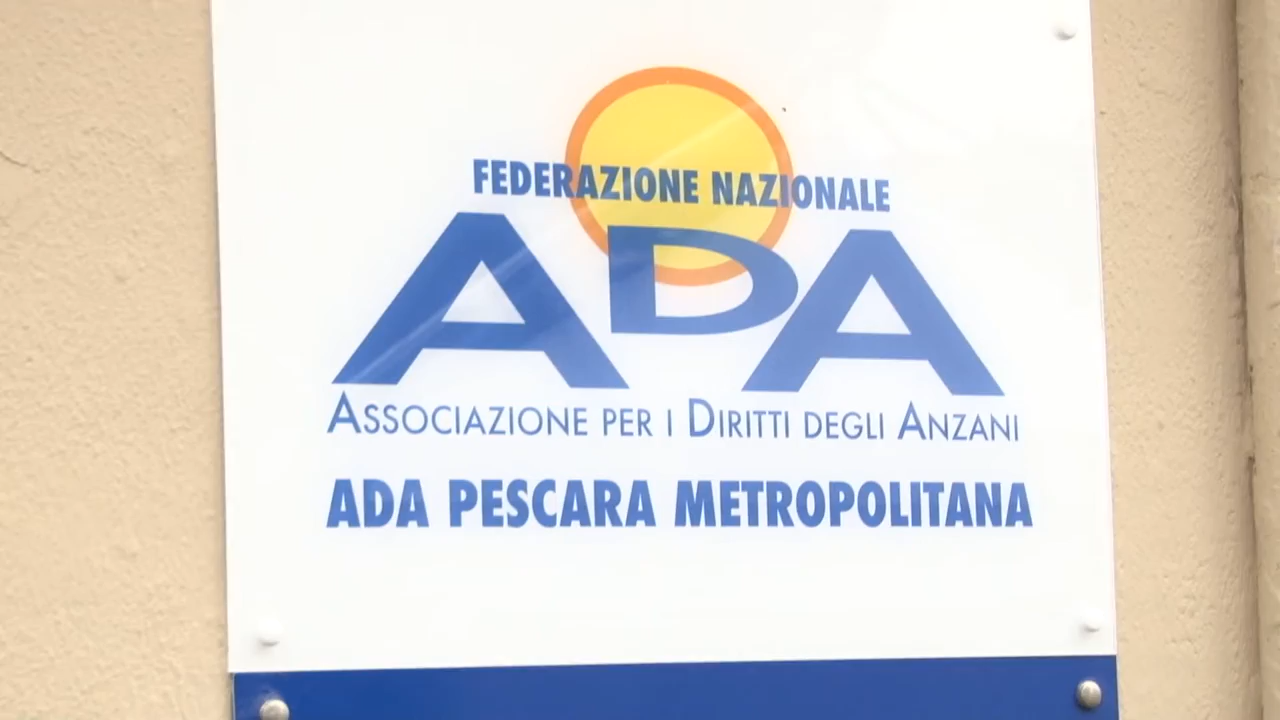 FEDERAZIONE NAZIONALE
ADA
ASSOCIAZIONE PER I DIRITTI DEGLI ANZANI
ADA PESCARA METROPOLITANA